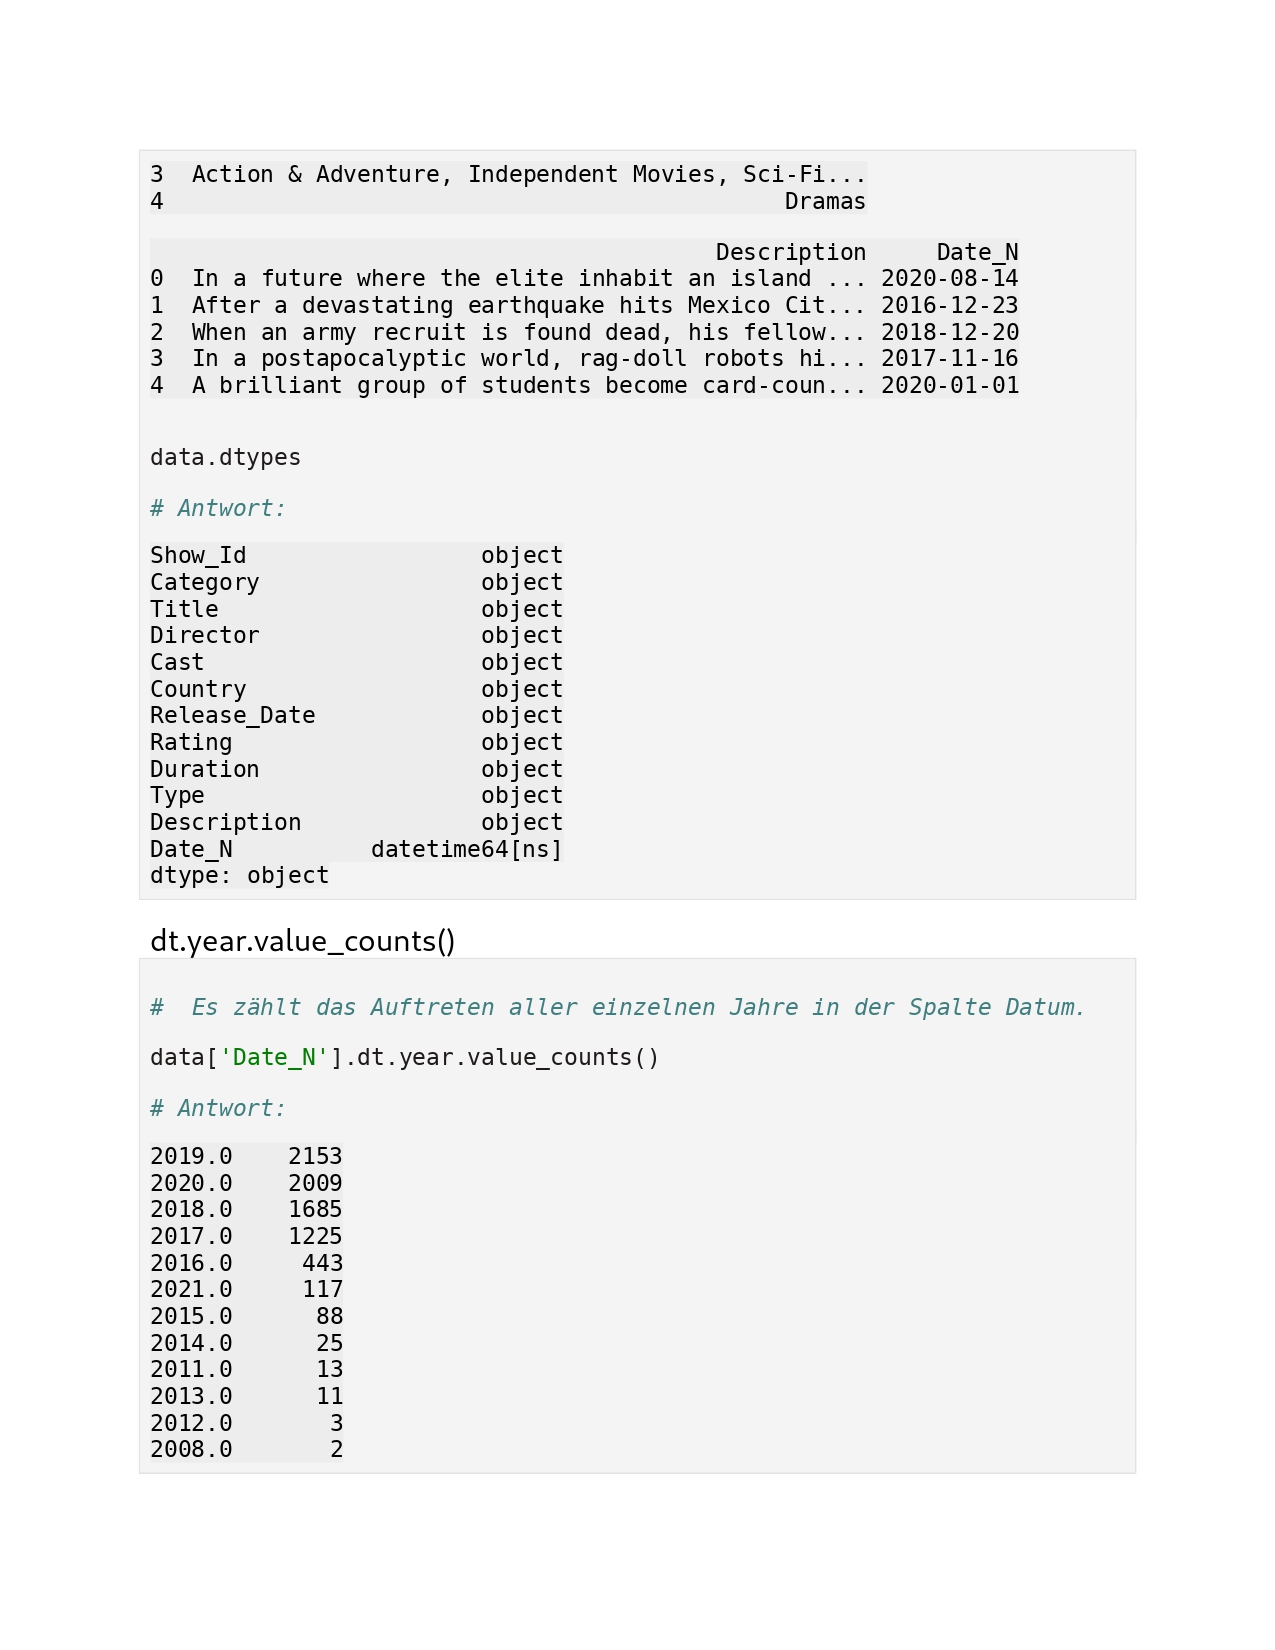 3  Action & Adventure, Independent Movies, Sci-Fi...
4                                             Dramas
                                         Description     Date_N
0  In a future where the elite inhabit an island ... 2020-08-14
1  After a devastating earthquake hits Mexico Cit... 2016-12-23
2  When an army recruit is found dead, his fellow... 2018-12-20
3  In a postapocalyptic world, rag-doll robots hi... 2017-11-16
4  A brilliant group of students become card-coun... 2020-01-01
data.dtypes
# Antwort:
Show_Id                 object
Category                object
Title                   object
Director                object
Cast                    object
Country                 object
Release_Date            object
Rating                  object
Duration                object
Type                    object
Description             object
Date_N          datetime64[ns]
dtype: object
dt.year.value_counts()
#  Es zählt das Auftreten aller einzelnen Jahre in der Spalte Datum.
data['Date_N'].dt.year.value_counts()
# Antwort:
2019.0    2153
2020.0    2009
2018.0    1685
2017.0    1225
2016.0     443
2021.0     117
2015.0      88
2014.0      25
2011.0      13
2013.0      11
2012.0       3
2008.0       2